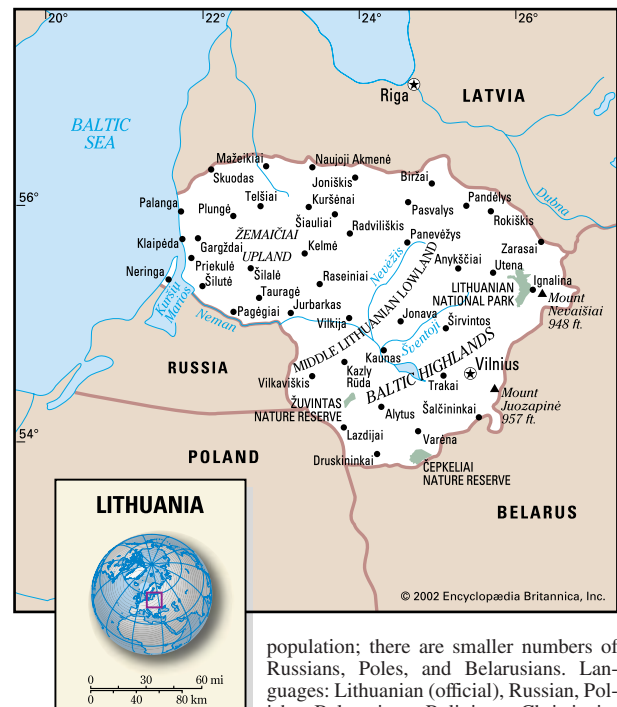 20°
22°
24°
26°
Riga
LATVIA
BALTIC
SEA
Mažeikiai
Naujoji Akmenė
Skuodas
Joniškis
Biržai
56°
Palanga
Plungė
Telšiai
Kuršėnai
Pasvalys
Pandėlys
Dubna
Šiauliai
Radviliškis
Rokiškis
Klaipėda
Gargždai
ŽEMAIČIAI
UPLAND
Kelmė
Panevėžys
Zarasai
Priekulė
Šilalė
Nevėžis
Anykščiai
Utena
Neringa
Šilutė
Raseiniai
LITHUANIAN
NATIONAL PARK
Ignalina
Kuršių
Marios
Tauragė
Mount
Nevaišiai
948 ft.
Neman
Pagėgiai
Jurbarkas
Vilkija
MIDDLE LITHUANIAN LOWLAND
Jonava
Širvintos
Šventoji
RUSSIA
Kaunas
BALTIC HIGHLANDS
Vilnius
Vilkaviškis
Kazly
Rūda
Trakai
Mount
Juozapinė
957 ft.
ŽUVINTAS
NATURE RESERVE
Alytus
Šalčininkai
54°
Lazdijai
Varėna
POLAND
Druskininkai
ČEPKELIAI
NATURE RESERVE
BELARUS
LITHUANIA
© 2002 Encyclopædia Britannica, Inc.
0 30 60 mi
0 40 80 km
population; there are smaller numbers of
Russians, Poles, and Belarusians. Lan-
guages: Lithuanian (official), Russian, Pol-